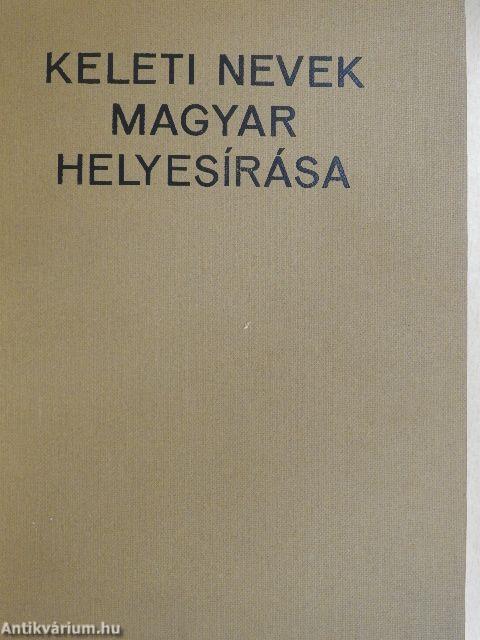 KELETI NEVEK
MAGYAR
HELYESÍRÁSA
Antikvárium.hu